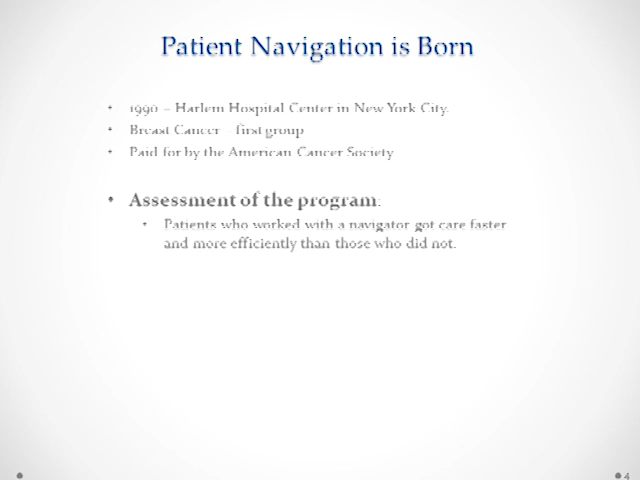 Patient Navigation is Born
• 1990 – Harlem Hospital Center in New York City.
• Breast Cancer – first group
• Paid for by the American Cancer Society
• Assessment of the program:
• Patients who worked with a navigator got care faster
and more efficiently than those who did not.
4